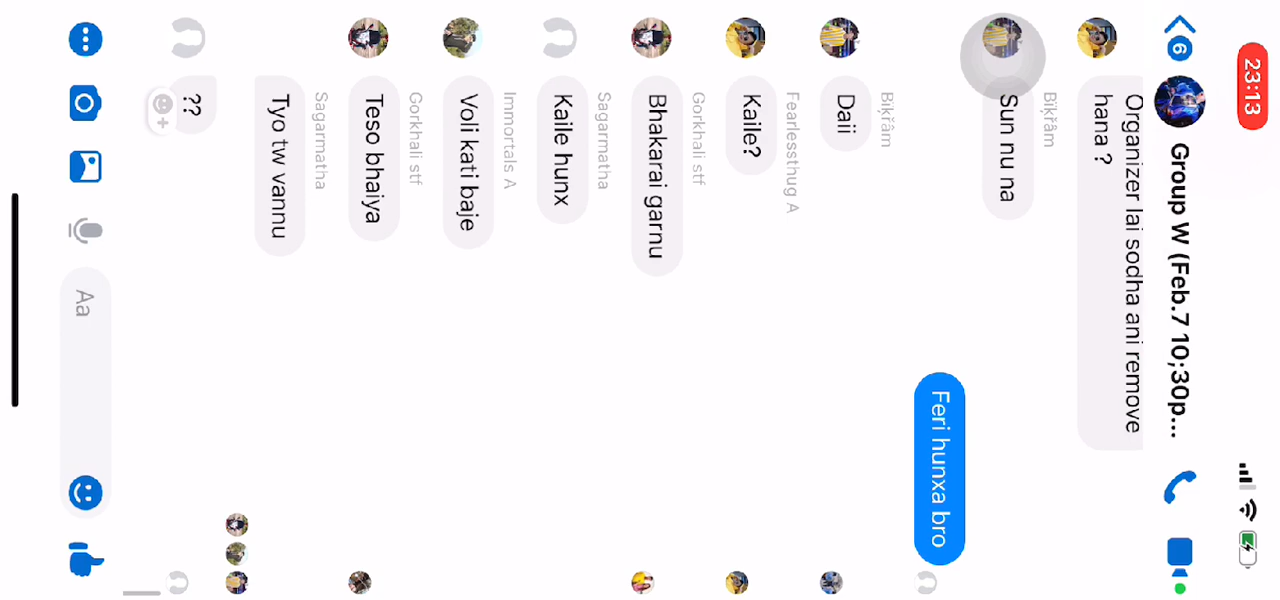 23:13
6
Group W (Feb.7 10;30p...
Organizer lai sodha ani remove
hana ?
Bïķřâm
Sun nu na
Feri hunxa bro
Bïķřâm
Daii
Fearlessthug A
Kaile?
Gorkhali stf
Bhakarai garnu
Sagarmatha
Kaile hunx
Immortals A
Voli kati baje
Gorkhali stf
Teso bhaiya
Sagarmatha
Tyo tw vannu
??
Aa